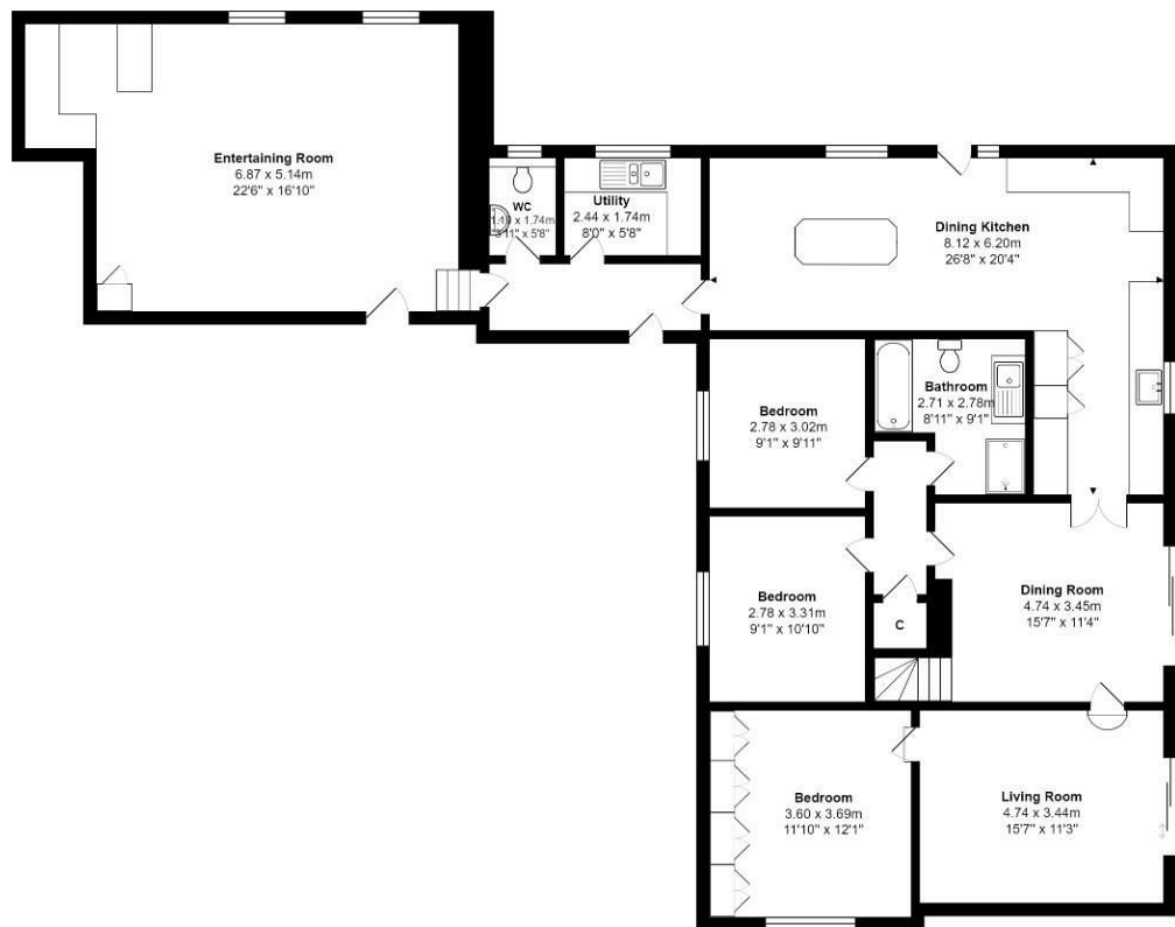 Entertaining Room
6.87 x 5.14m
22'6" x 16'10"
WC
x 1.74m
3'11" x 5'8"
Utility
2.44 x 1.74m
8'0" x 5'8"
Dining Kitchen
8.12 x 6.20m
26'8" x 20'4"
Bathroom
2.71 x 2.78m
8'11" x 9'1"
Bedroom
2.78 x 3.02m
9'1" x 9'11"
Bedroom
2.78 x 3.31m
9'1" x 10'10"
C
Dining Room
4.74 x 3.45m
15'7" x 11'4"
Bedroom
3.60 x 3.69m
11'10" x 12'1"
Living Room
4.74 x 3.44m
15'7" x 11'3"